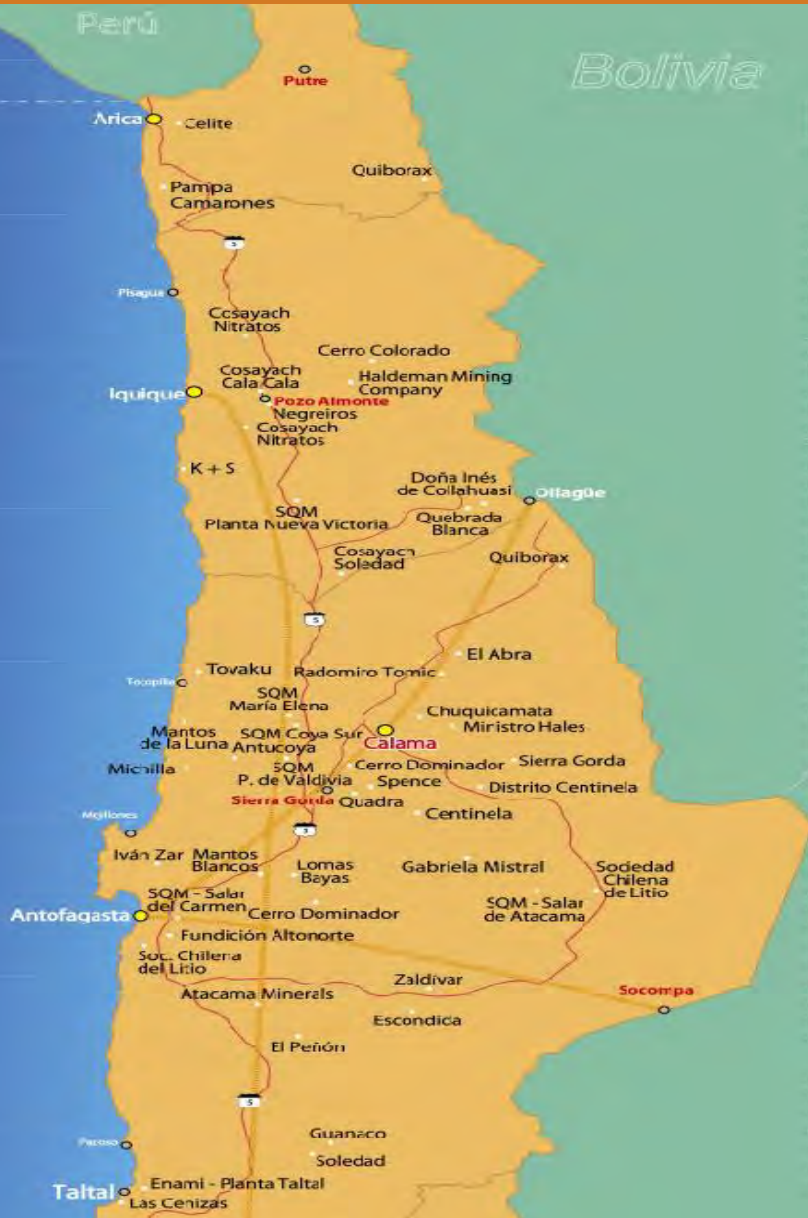 Perú
Bolivia
Putre
Arica
Celite
Quiborax
Pampa
Camarones
5
Pisagua
Cosayach
Nitratos
Cerro Colorado
Cosayach
Cala Cala
Haldeman Mining
Company
Iquique
Pozo Almonte
Negreiros
Cosayach
Nitratos
K + S
Doña Inés
de Collahuasi
Ollagüe
SQM
Planta Nueva Victoria
Quebrada
Blanca
Cosayach
Soledad
Quiborax
5
El Abra
Tovaku
Radomiro Tomic
Tocopilla
SQM
María Elena
Chuquicamata
Ministro Hales
Mantos
de la Luna
SQM Coya Sur
Antucoya
Calama
Michilla
SQM
P. de Valdivia
Cerro Dominador
Sierra Gorda
Spence
Distrito Centinela
Sierra Gorda
Quadra
Centinela
Mejillones
5
Iván Zar
Mantos
Blancos
Lomas
Bayas
Gabriela Mistral
Sociedad
Chilena
de Litio
SQM - Salar
del Carmen
SQM - Salar
de Atacama
Antofagasta
Cerro Dominador
Fundición Altonorte
Soc. Chilena
del Litio
Zaldívar
Atacama Minerals
Socompa
Escondida
El Peñón
5
Guanaco
Paposo
Soledad
Enami - Planta Taltal
Taltal
Las Cenizas